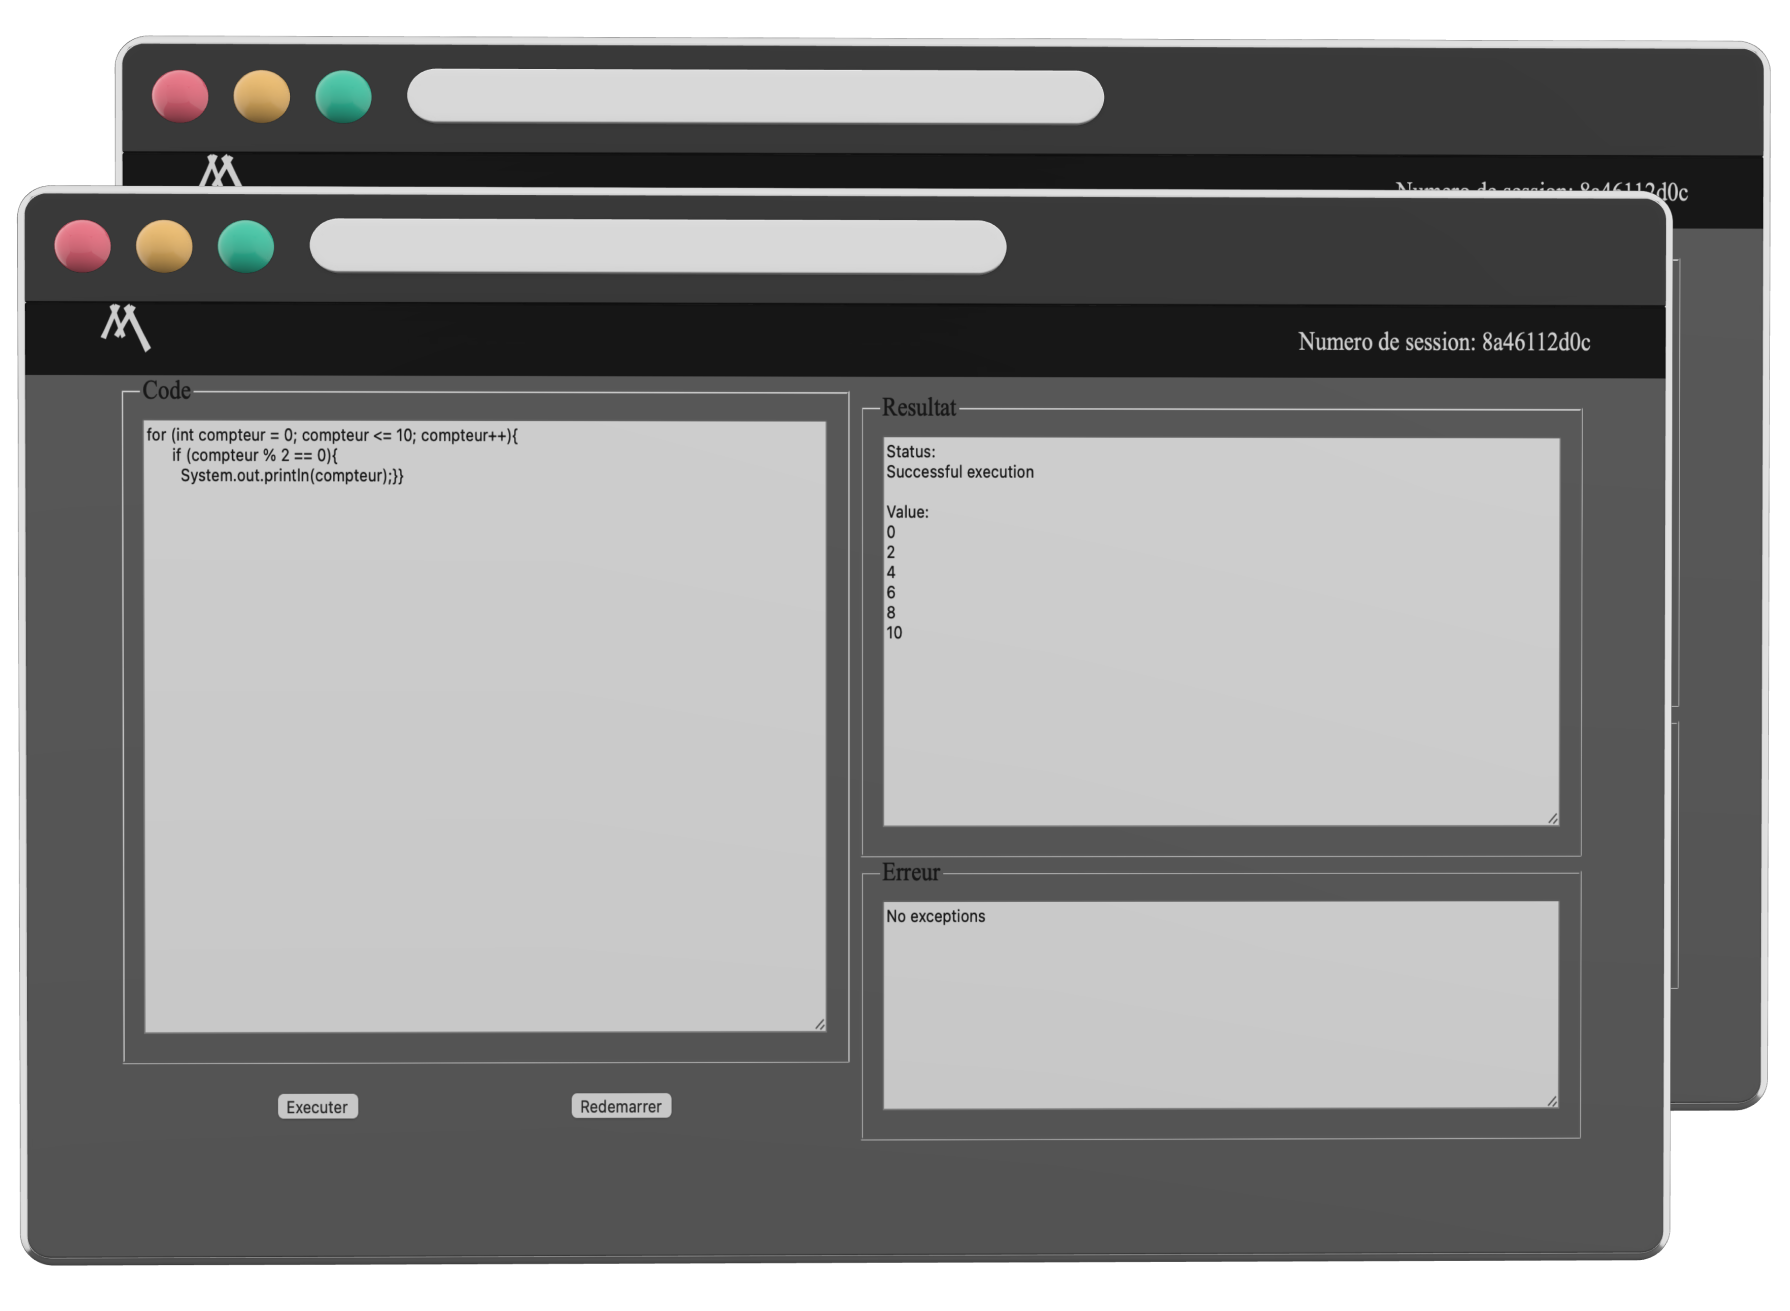 Numero de session: 8a46112d0c
Numero de session: 8a46112d0c
Code
for (int compteur = 0; compteur <= 10; compteur++){
if (compteur % 2 == 0){
System.out.println(compteur);}}
Executer
Redemarrer
Resultat
Status:
Successful execution
Value:
0
2
4
6
8
10
Erreur
No exceptions